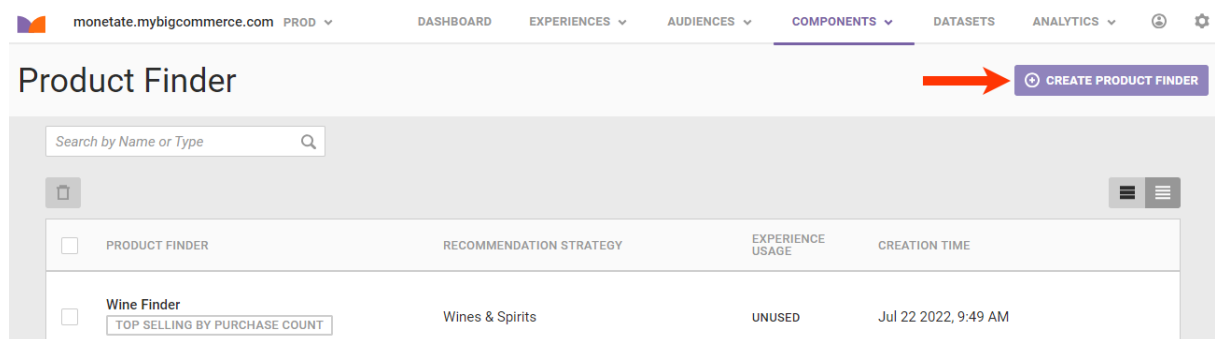 monetate.mybigcommerce.com PROD DASHBOARD EXPERIENCES AUDIENCES COMPONENTS DATASETS ANALYTICS
Product Finder
CREATE PRODUCT FINDER
Search by Name or Type
PRODUCT FINDER RECOMMENDATION STRATEGY EXPERIENCE USAGE CREATION TIME
Wine Finder
TOP SELLING BY PURCHASE COUNT
Wines & Spirits UNUSED Jul 22 2022, 9:49 AM